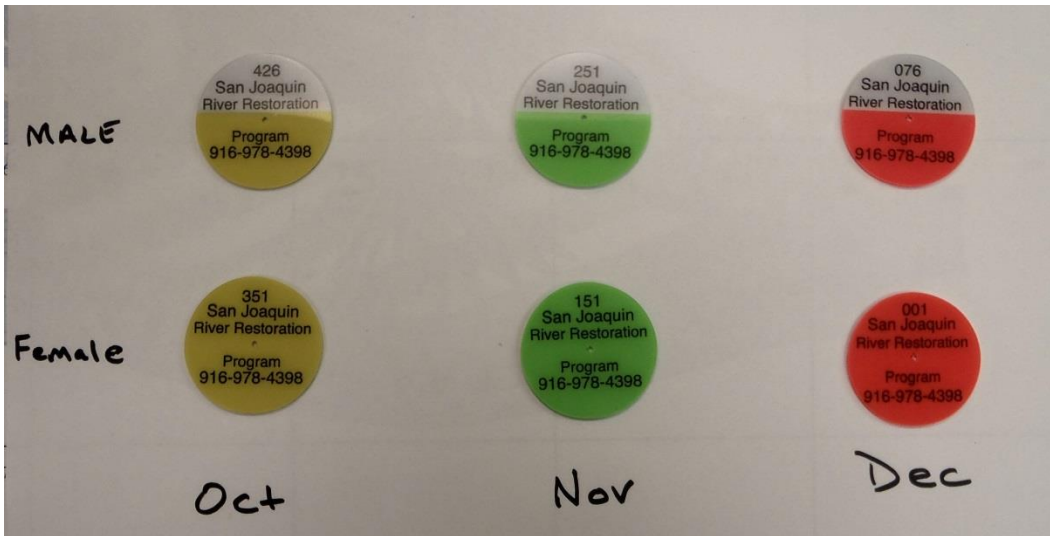 MALE
426
San Joaquin
River Restoration
Program
916-978-4398
251
San Joaquin
River Restoration
Program
916-978-4398
076
San Joaquin
River Restoration
Program
916-978-4398
Female
351
San Joaquin
River Restoration
Program
916-978-4398
151
San Joaquin
River Restoration
Program
916-978-4398
001
San Joaquin
River Restoration
Program
916-978-4398
Oct
Nov
Dec